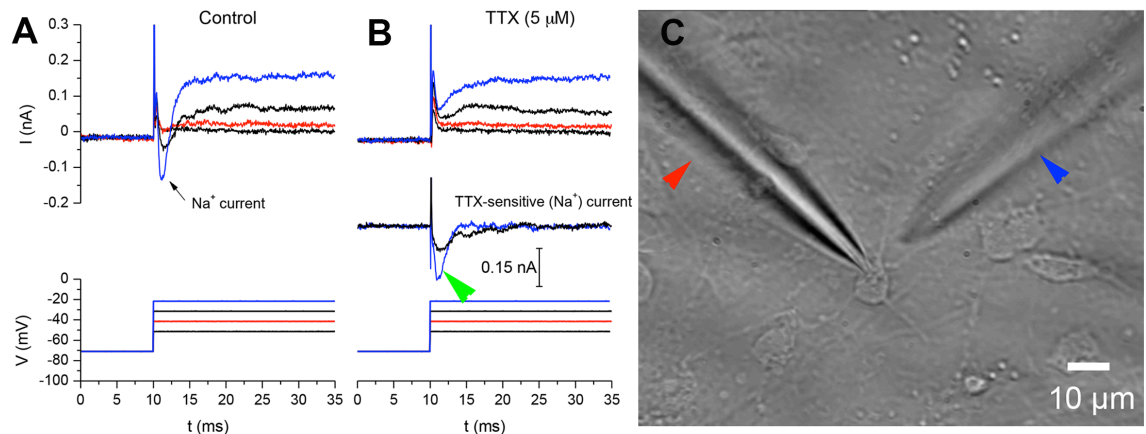 A
Control
B
TTX (5 μM)
C
0.3
0.2
0.1
0
-0.1
-0.2
I (nA)
Na⁺ current
TTX-sensitive (Na⁺) current
0.15 nA
0
-20
-40
-60
-80
-100
V (mV)
0 5 10 15 20 25 30 35
t (ms)
0 5 10 15 20 25 30 35
t (ms)
10 μm